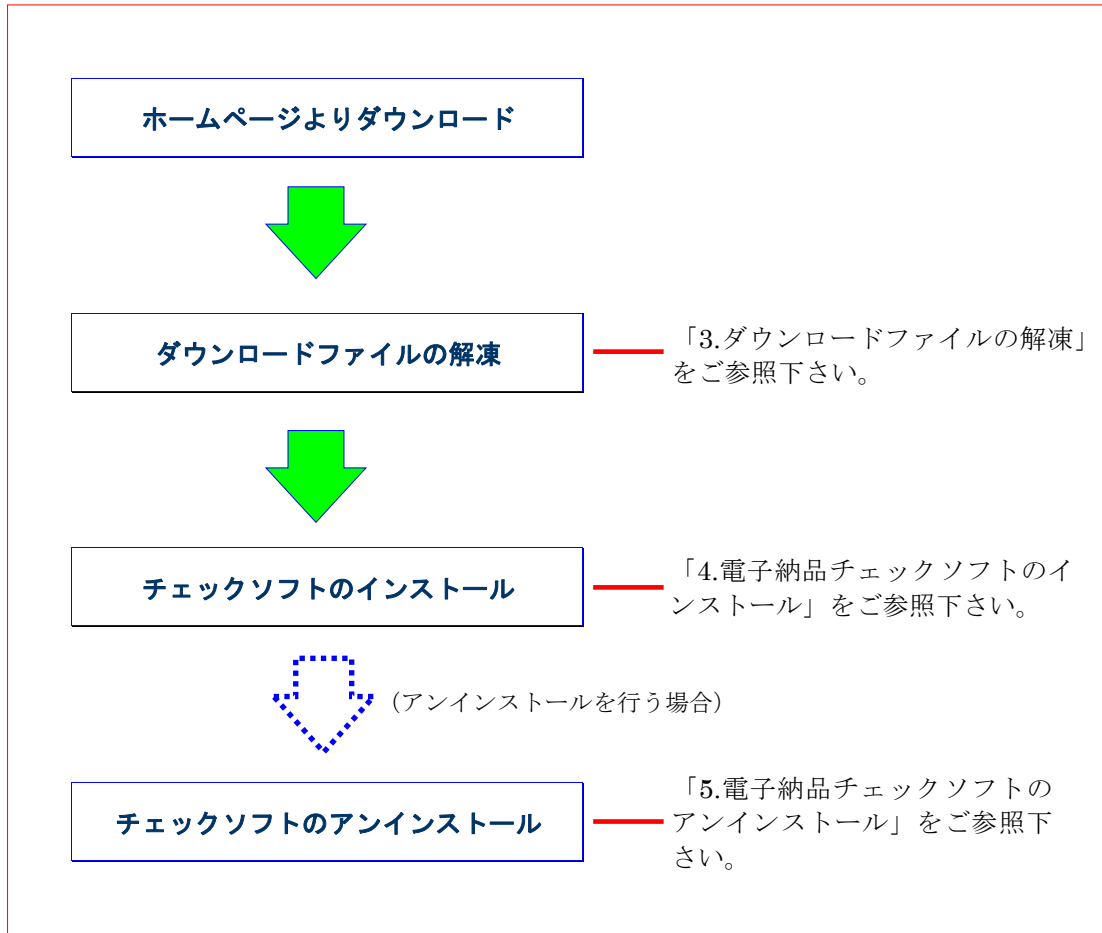 ホームページよりダウンロード
ダウンロードファイルの解凍
「3.ダウンロードファイルの解凍」
をご参照下さい。
チェックソフトのインストール
「4.電子納品チェックソフトのイ
ンストール」をご参照下さい。
（アンインストールを行う場合）
チェックソフトのアンインストール
「5.電子納品チェックソフトの
アンインストール」をご参照下
さい。